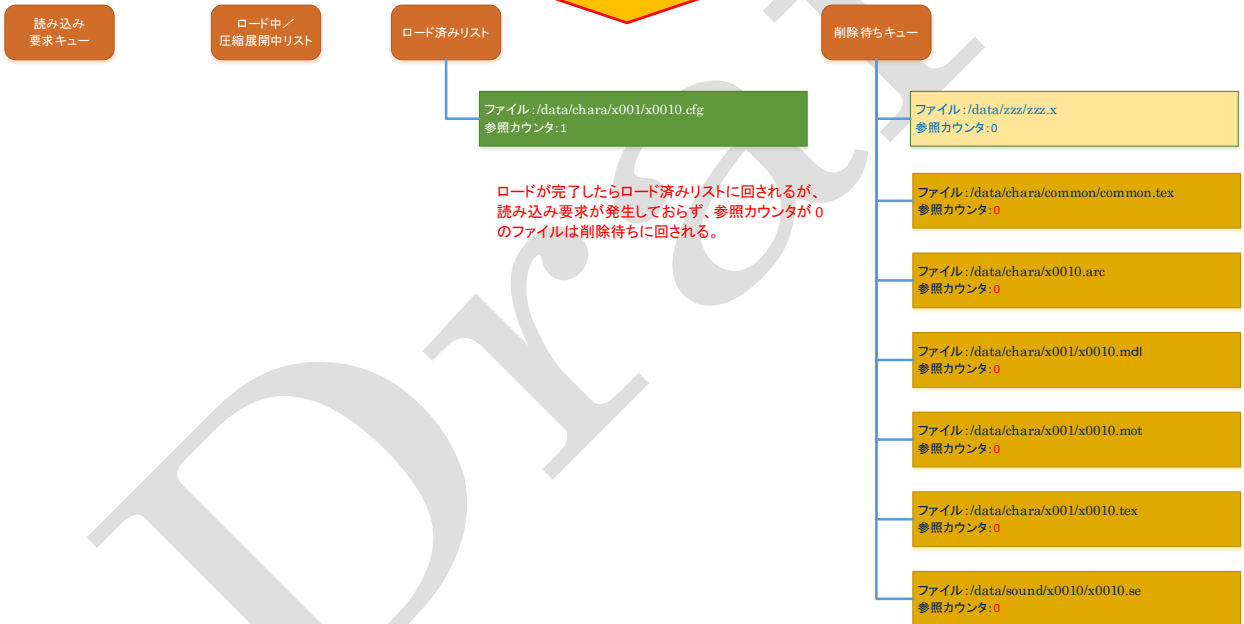 読み込み
要求キュー
ロード中／
圧縮展開中リスト
ロード済みリスト
削除待ちキュー
ファイル:/data/chara/x001/x0010.cfg
参照カウンタ:1
ロードが完了したらロード済みリストに回されるが、
読み込み要求が発生しておらず、参照カウンタが 0
のファイルは削除待ちに回される。
ファイル:/data/zzz/zzz.x
参照カウンタ:0
ファイル:/data/chara/common/common.tex
参照カウンタ:0
ファイル:/data/chara/x0010.arc
参照カウンタ:0
ファイル:/data/chara/x001/x0010.mdl
参照カウンタ:0
ファイル:/data/chara/x001/x0010.mot
参照カウンタ:0
ファイル:/data/chara/x001/x0010.tex
参照カウンタ:0
ファイル:/data/sound/x0010/x0010.se
参照カウンタ:0